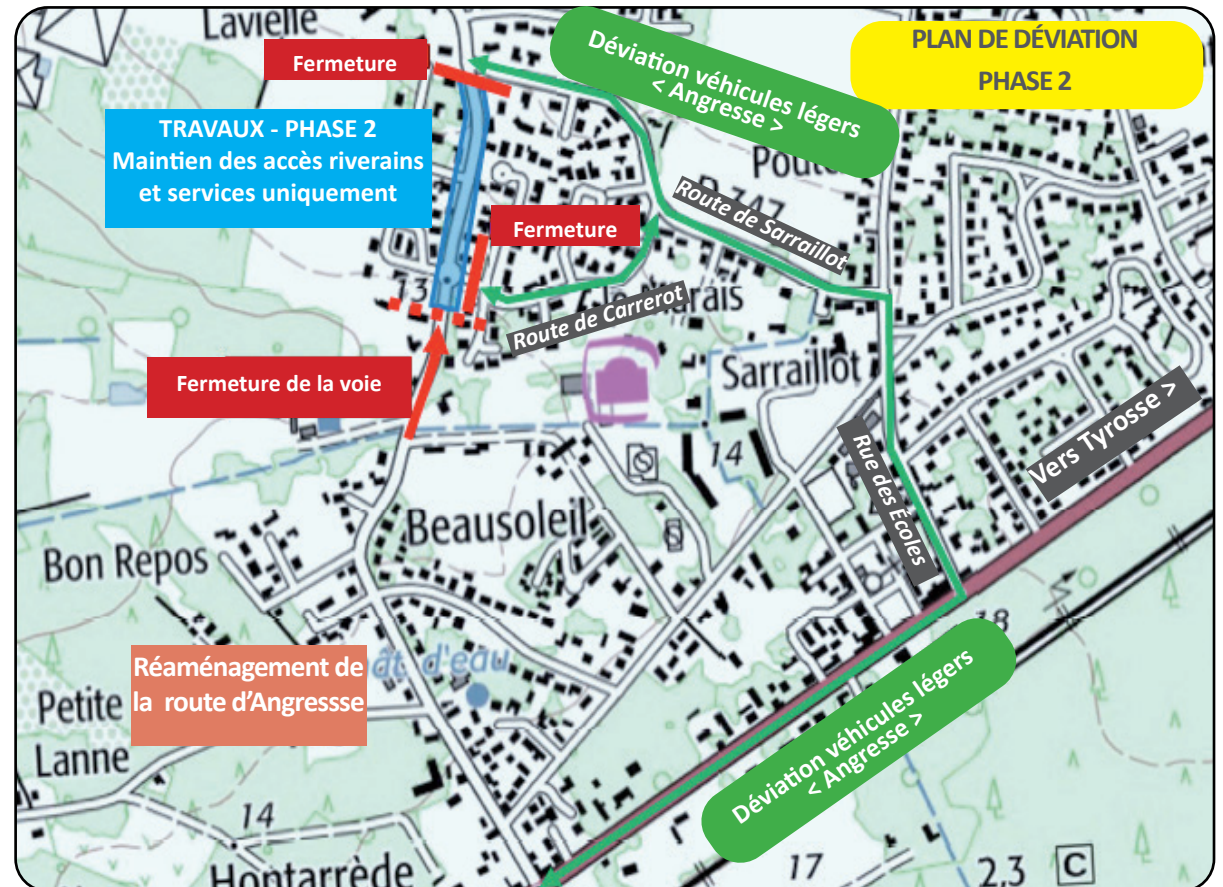 Lavielle
Fermeture
Déviation véhicules légers
< Angresse >
PLAN DE DÉVIATION
PHASE 2
TRAVAUX - PHASE 2
Maintien des accès riverains
et services uniquement
D 747
Route de Sarraillot
Fermeture
13
Route de Carrerot
Fermeture de la voie
Sarraillot
Vers Tyrosse >
14
S
S
Rue des Écoles
Beausoleil
Bon Repos
18
Réaménagement de
la route d'Angressse
d'eau
Petite
Lanne
Déviation véhicules légers
< Angresse >
14
Hontarrède
17
2,3
C